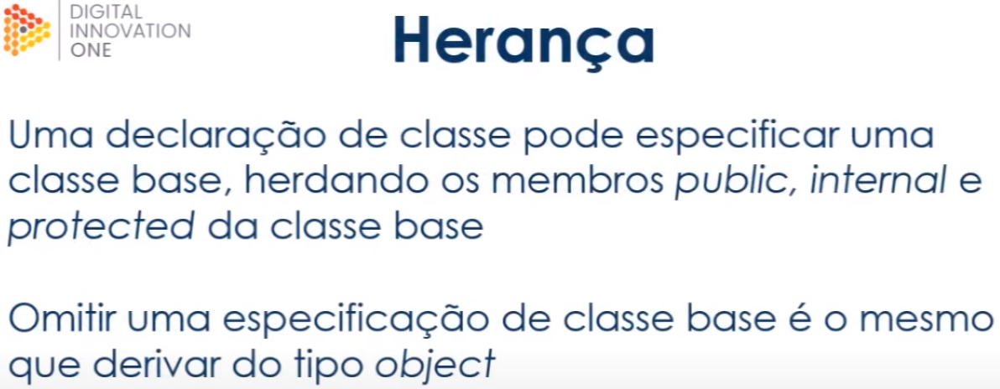 DIGITAL
INNOVATION
ONE
Herança
Uma declaração de classe pode especificar uma
classe base, herdando os membros public, internal e
protected da classe base
Omitir uma especificação de classe base é o mesmo
que derivar do tipo object